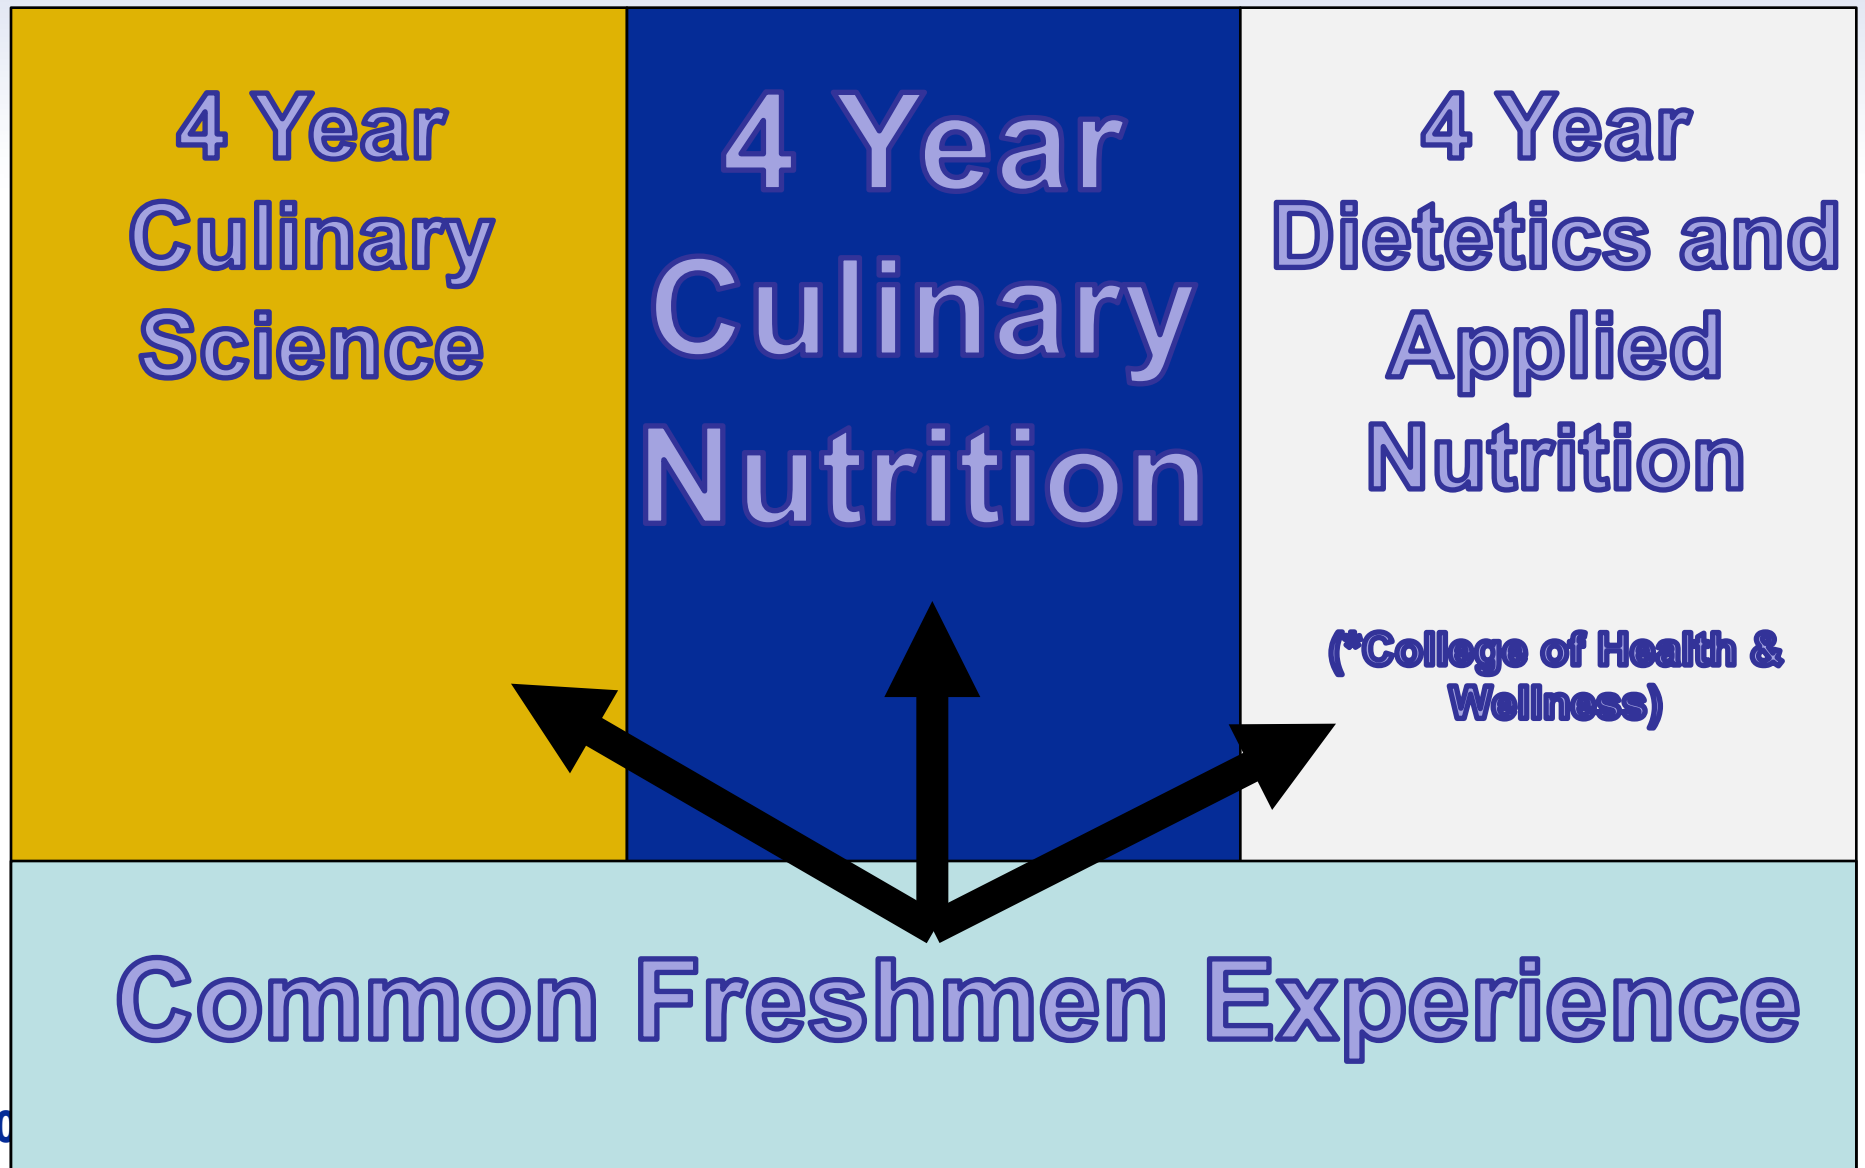 4 Year
Culinary
Science
4 Year
Culinary
Nutrition
4 Year
Dietetics and
Applied
Nutrition
(*College of Health &
Wellness)
Common Freshmen Experience